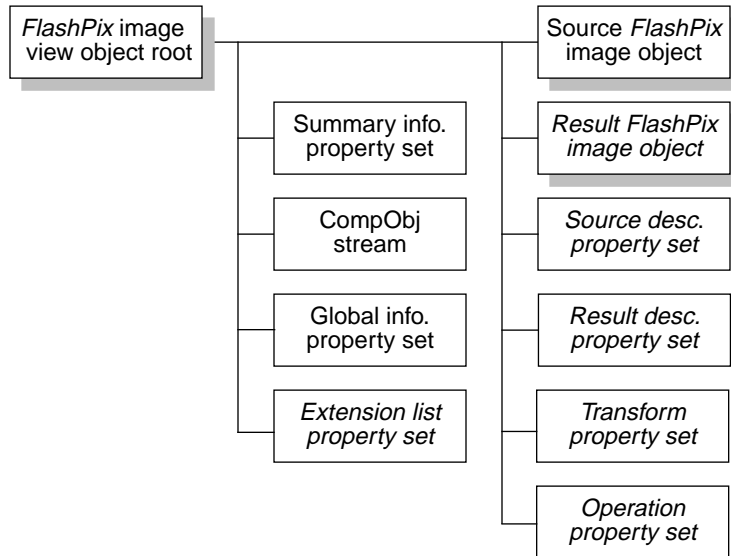 FlashPix image
view object root
Source FlashPix
image object
Summary info.
property set
Result FlashPix
image object
CompObj
stream
Source desc.
property set
Global info.
property set
Result desc.
property set
Extension list
property set
Transform
property set
Operation
property set